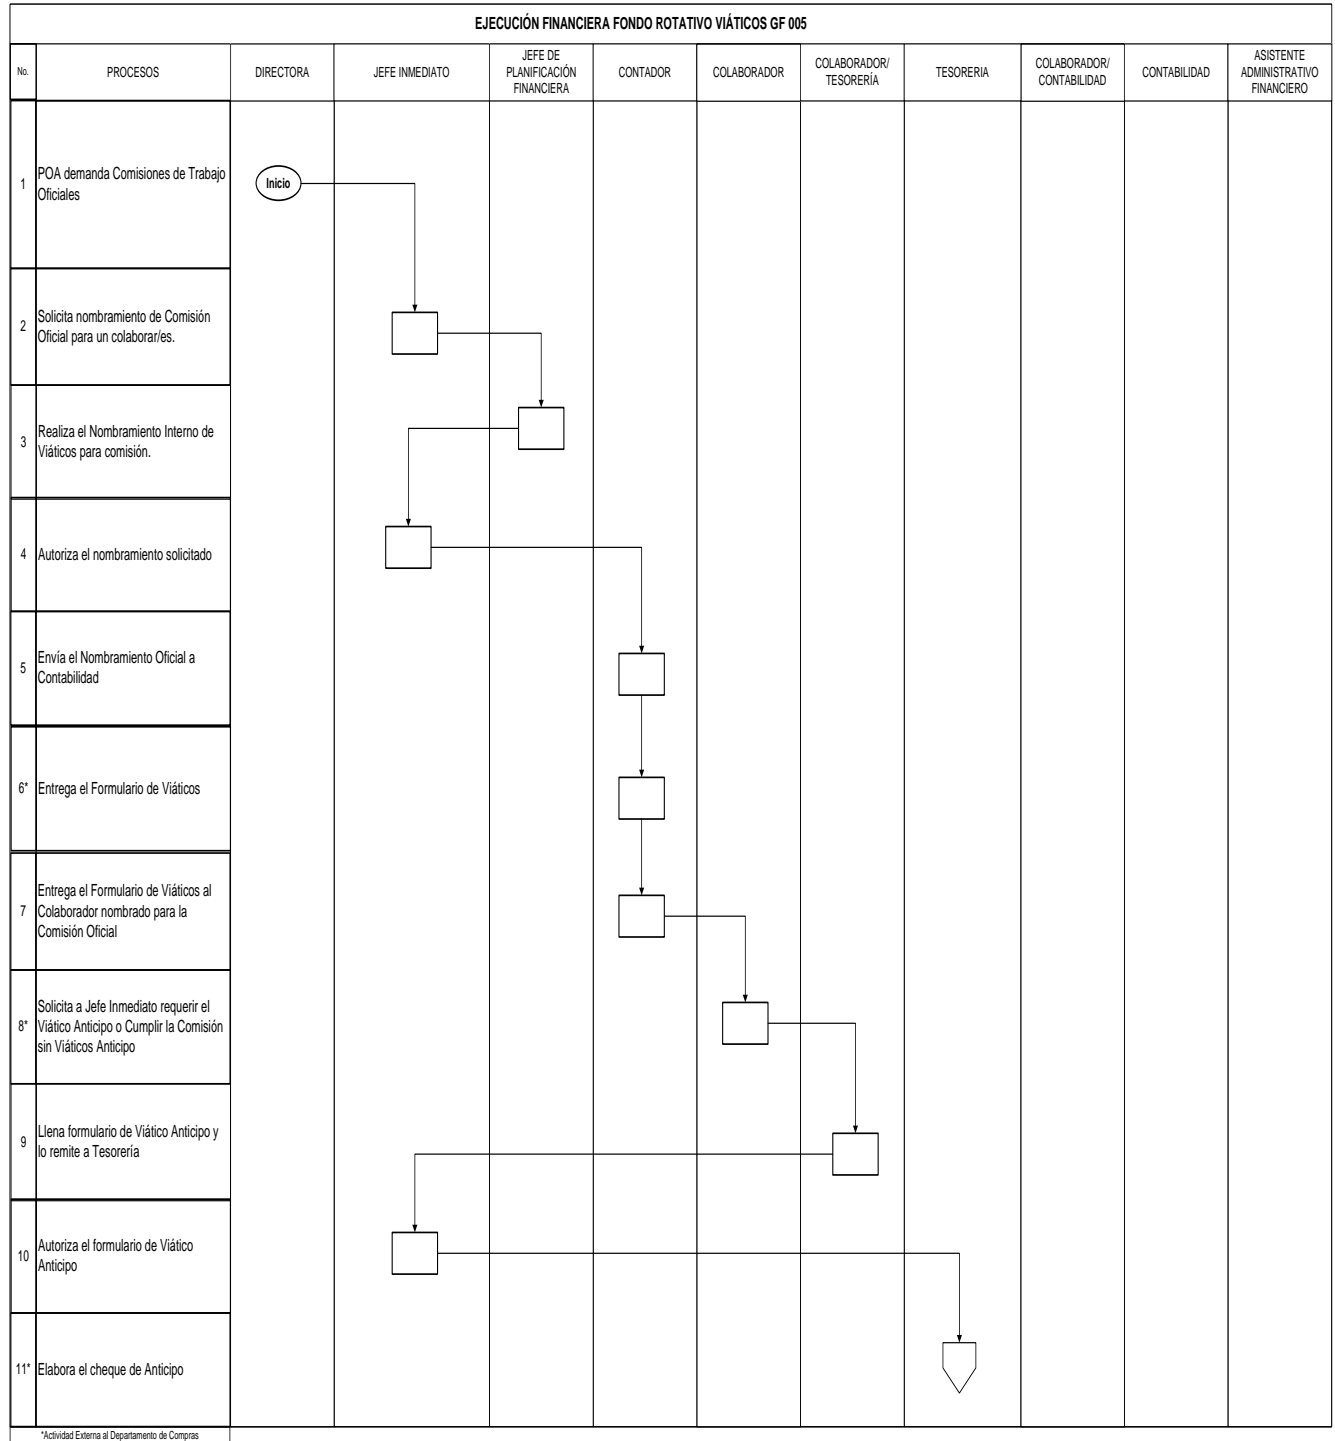 EJECUCIÓN FINANCIERA FONDO ROTATIVO VIÁTICOS GF 005
No.
PROCESOS
DIRECTORA
JEFE INMEDIATO
JEFE DE
PLANIFICACIÓN
FINANCIERA
CONTADOR
COLABORADOR
COLABORADOR/
TESORERÍA
TESORERIA
COLABORADOR/
CONTABILIDAD
CONTABILIDAD
ASISTENTE
ADMINISTRATIVO
FINANCIERO
1
POA demanda Comisiones de Trabajo
Oficiales
Inicio
2
Solicita nombramiento de Comisión
Oficial para un colaborar/es.
3
Realiza el Nombramiento Interno de
Viáticos para comisión.
4
Autoriza el nombramiento solicitado
5
Envía el Nombramiento Oficial a
Contabilidad
6*
Entrega el Formulario de Viáticos
7
Entrega el Formulario de Viáticos al
Colaborador nombrado para la
Comisión Oficial
8*
Solicita a Jefe Inmediato requerir el
Viático Anticipo o Cumplir la Comisión
sin Viáticos Anticipo
9
Llena formulario de Viático Anticipo y
lo remite a Tesorería
10
Autoriza el formulario de Viático
Anticipo
11*
Elabora el cheque de Anticipo
*Actividad Externa al Departamento de Compras